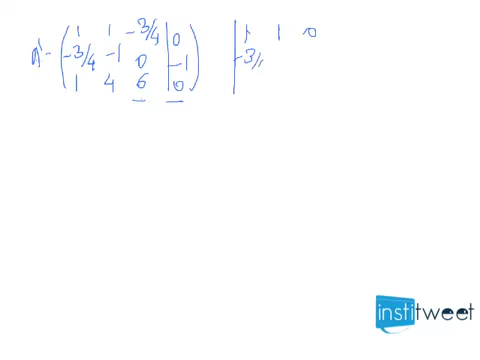 A' = ( 1 1 -3/4 | 0 ) | 1 1 0
-3/4 -1 0 | -1 | -3/
1 4 6 | 0
institweet